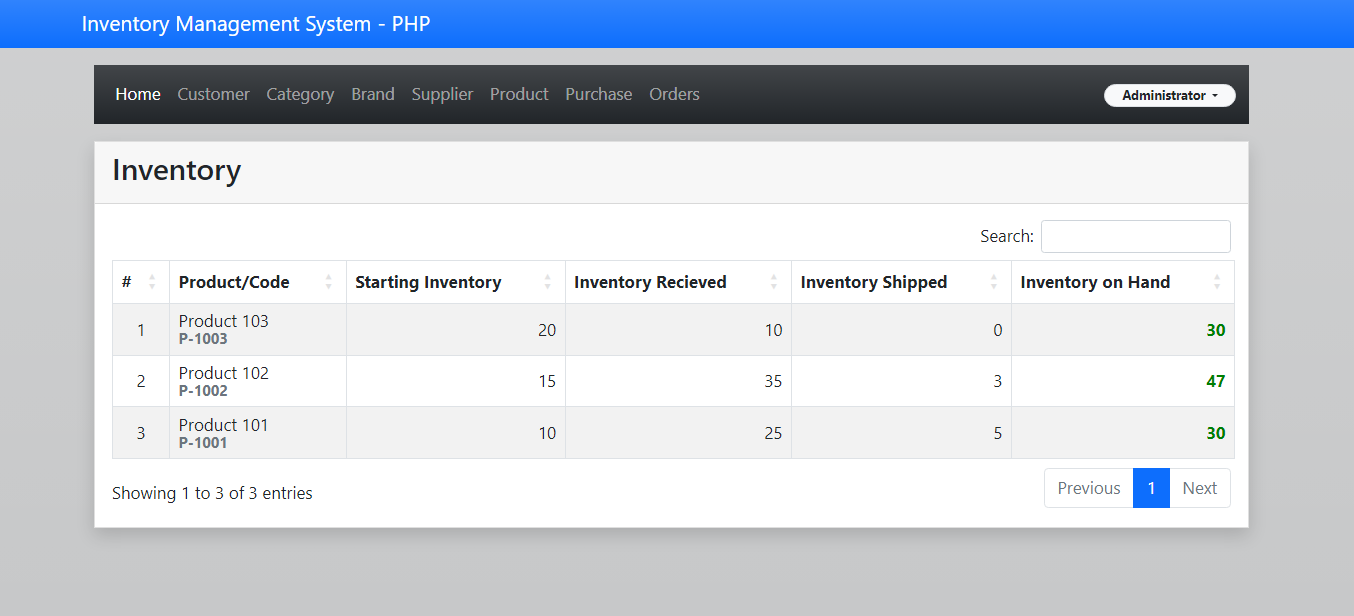 Inventory Management System - PHP
Home Customer Category Brand Supplier Product Purchase Orders Administrator
Inventory
Search:
# Product/Code Starting Inventory Inventory Recieved Inventory Shipped Inventory on Hand
1 Product 103 20 10 0 30
P-1003
2 Product 102 15 35 3 47
P-1002
3 Product 101 10 25 5 30
P-1001
Showing 1 to 3 of 3 entries Previous 1 Next